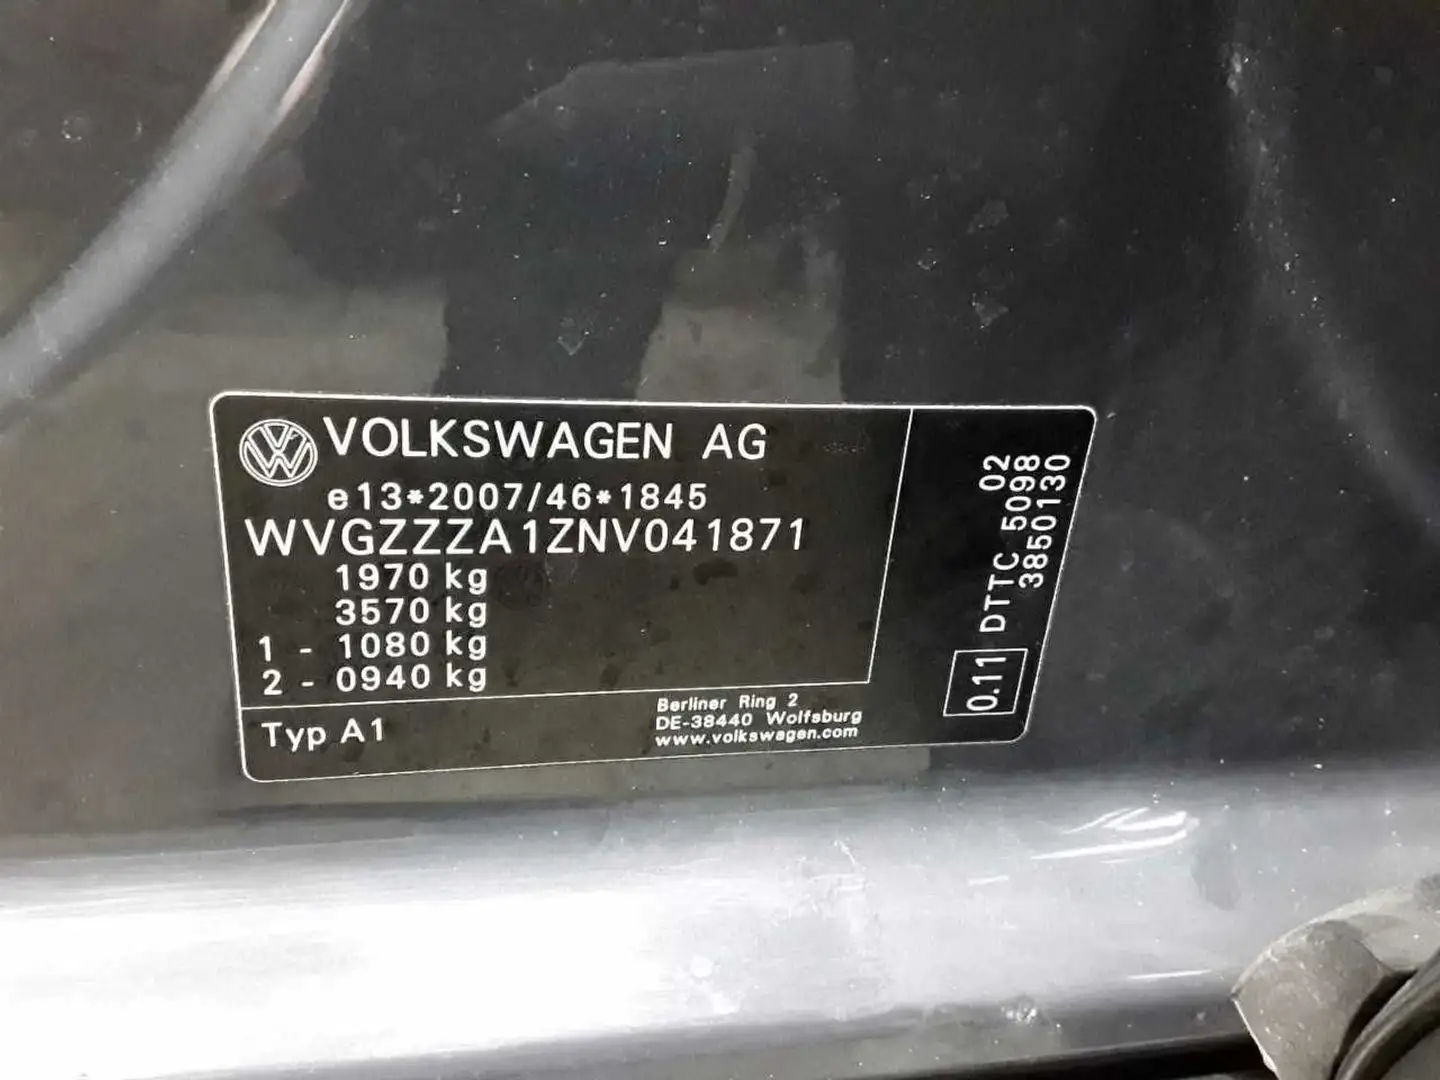 VOLKSWAGEN AG
e13*2007/46*1845
WVGZZZA1ZNV041871
1970 kg
3570 kg
1 - 1080 kg
2 - 0940 kg
Typ A1
Berliner Ring 2
DE-38440 Wolfsburg
www.volkswagen.com
02
0.11 DTTC 5098
3850130